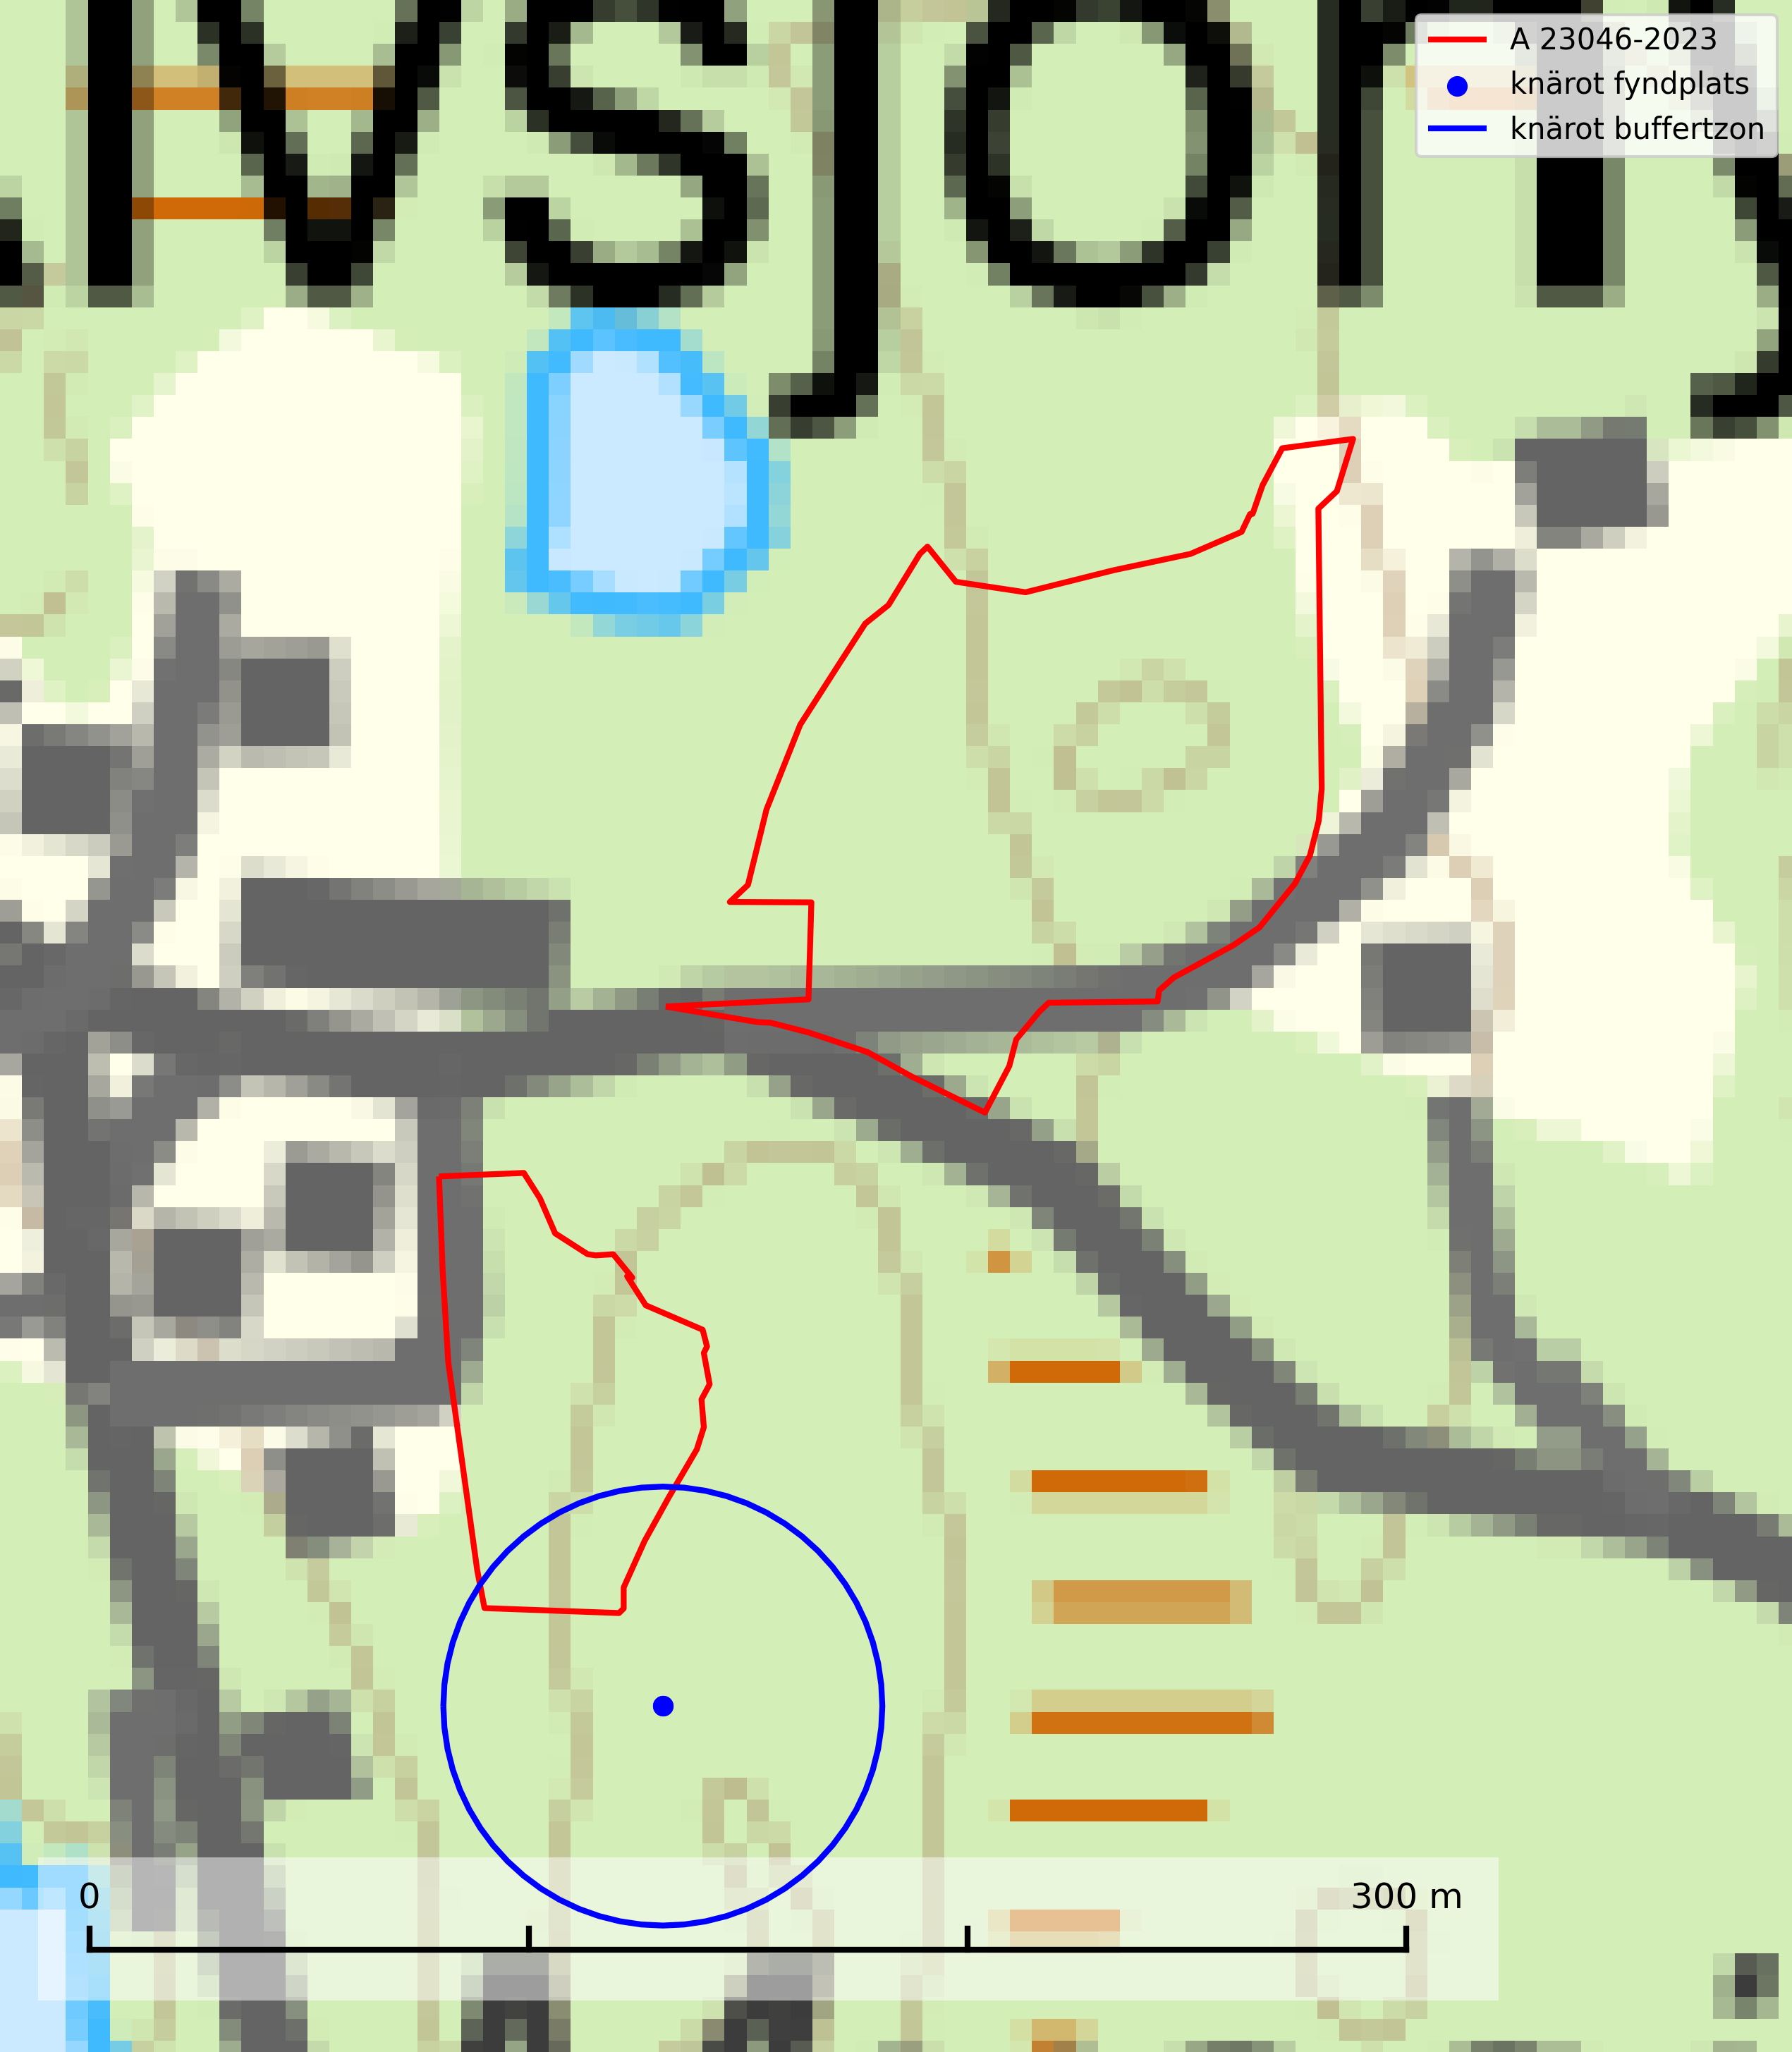 A 23046-2023
knärot fyndplats
knärot buffertzon
0
300 m